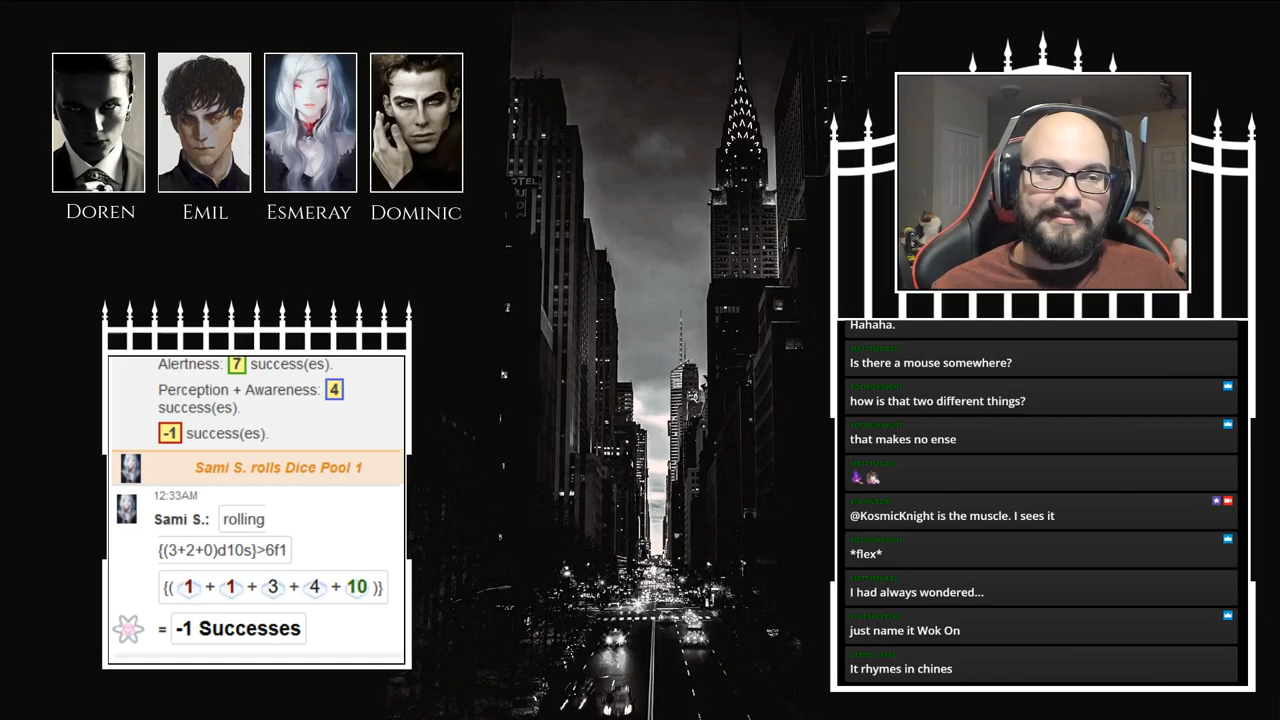 DOREN
EMIL
ESMERAY
DOMINIC
Alertness: 7 success(es).
Perception + Awareness: 4
success(es).
-1 success(es).
Sami S. rolls Dice Pool 1
12:33AM
Sami S.: rolling
{(3+2+0)d10s}>6f1
{( 1 + 1 + 3 + 4 + 10 )}
= -1 Successes
Hahaha.
Is there a mouse somewhere?
KOSMICKNIGHT
how is that two different things?
KOSMICKNIGHT
that makes no ense
@KosmicKnight is the muscle. I sees it
KOSMICKNIGHT
*flex*
I had always wondered...
just name it Wok On
It rhymes in chines